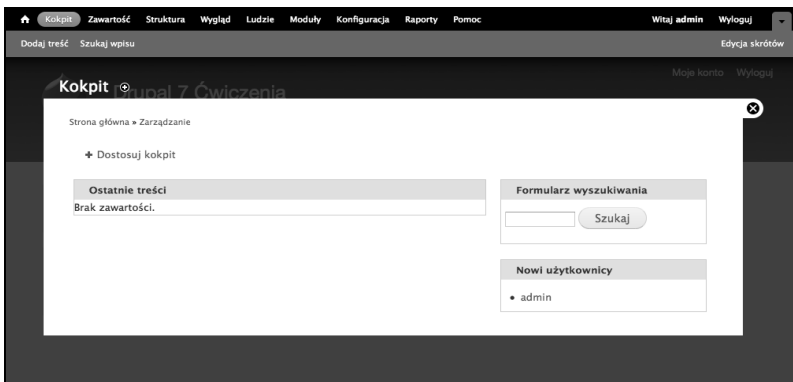 Kokpit Zawartość Struktura Wygląd Ludzie Moduły Konfiguracja Raporty Pomoc Witaj admin Wyloguj
Dodaj treść Szukaj wpisu Edycja skrótów
Moje konto Wyloguj
Kokpit
Drupal 7 Ćwiczenia
Strona główna » Zarządzanie
+ Dostosuj kokpit
Ostatnie treści
Brak zawartości.
Formularz wyszukiwania
Szukaj
Nowi użytkownicy
• admin